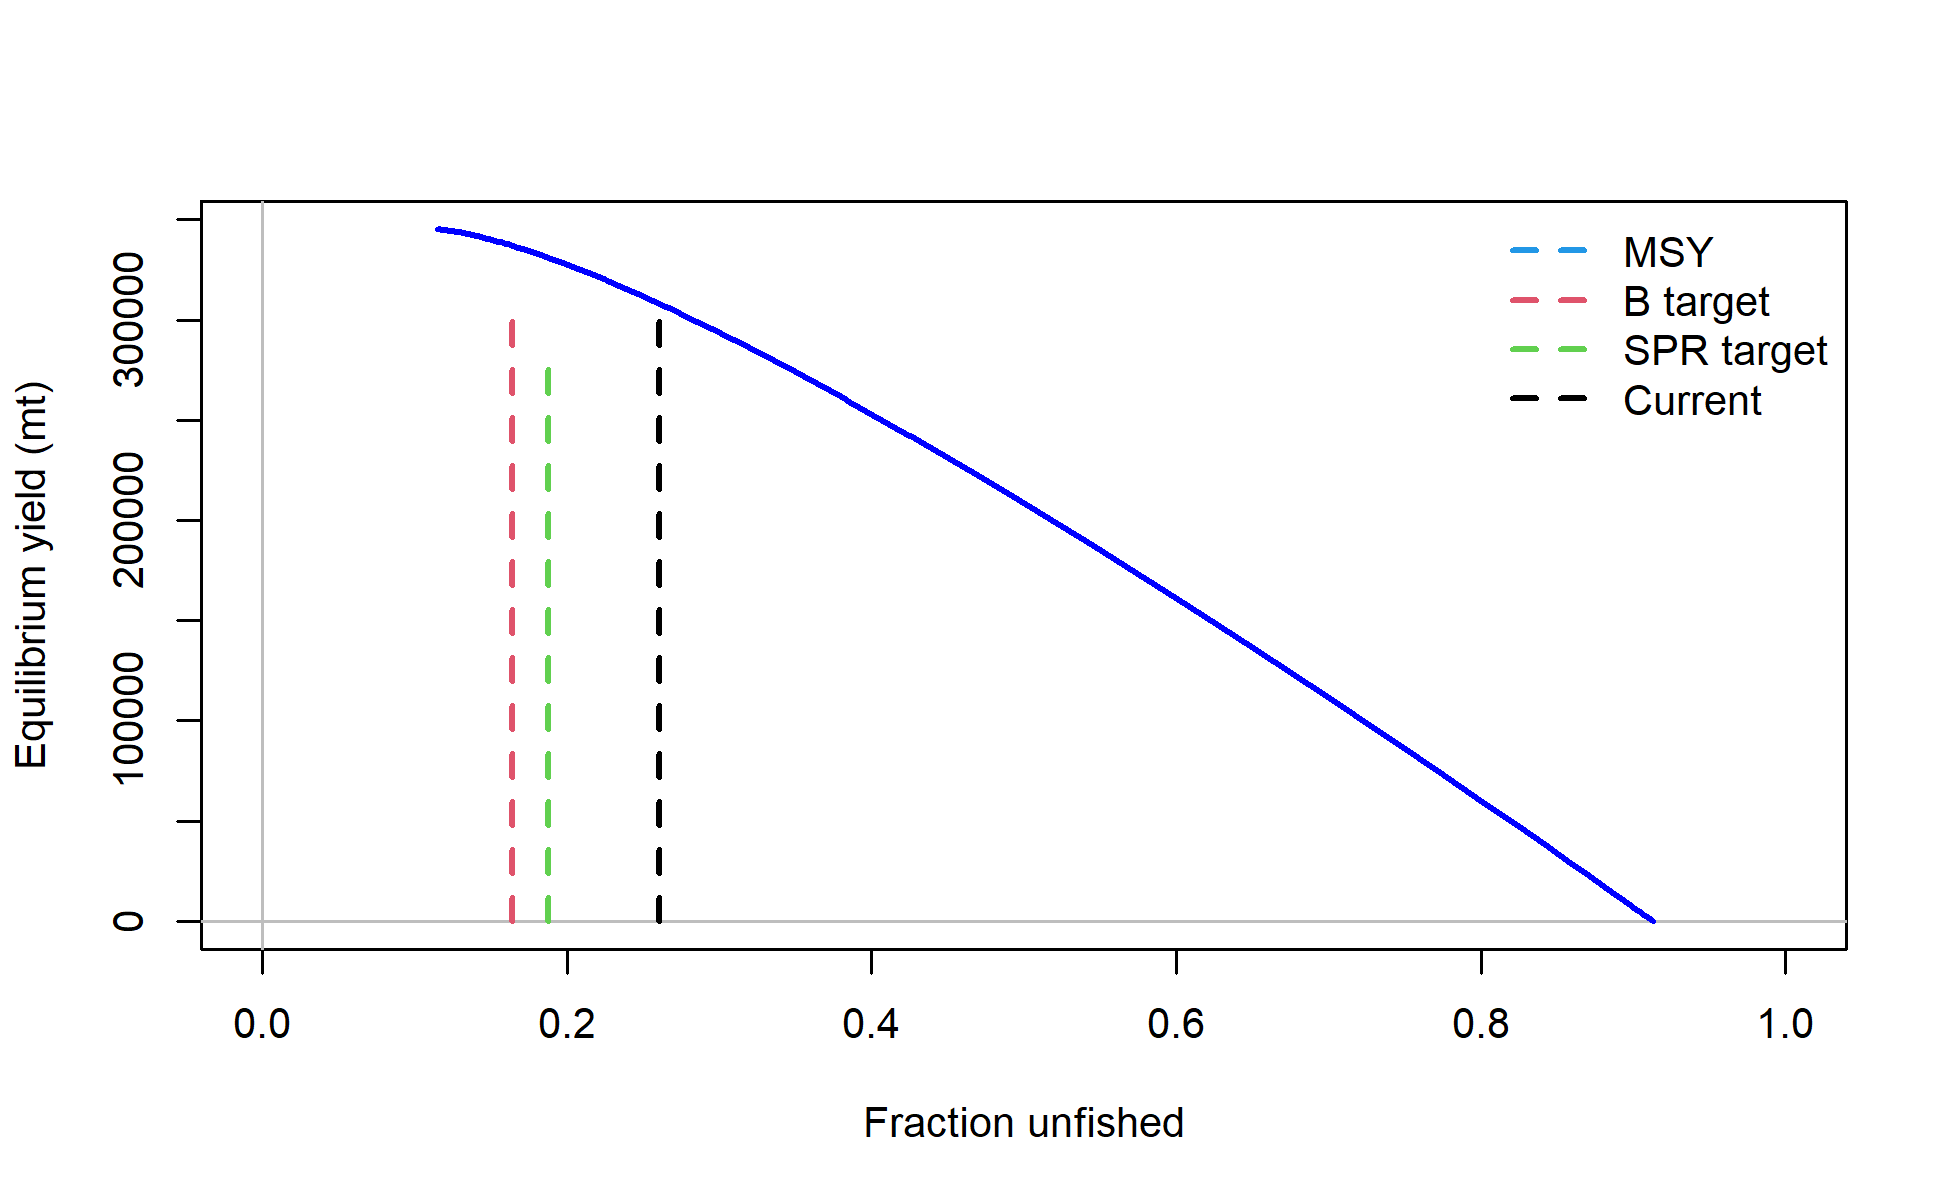 MSY
B target
SPR target
Current
Equilibrium yield (mt)
300000
200000
100000
0
0.0 0.2 0.4 0.6 0.8 1.0
Fraction unfished